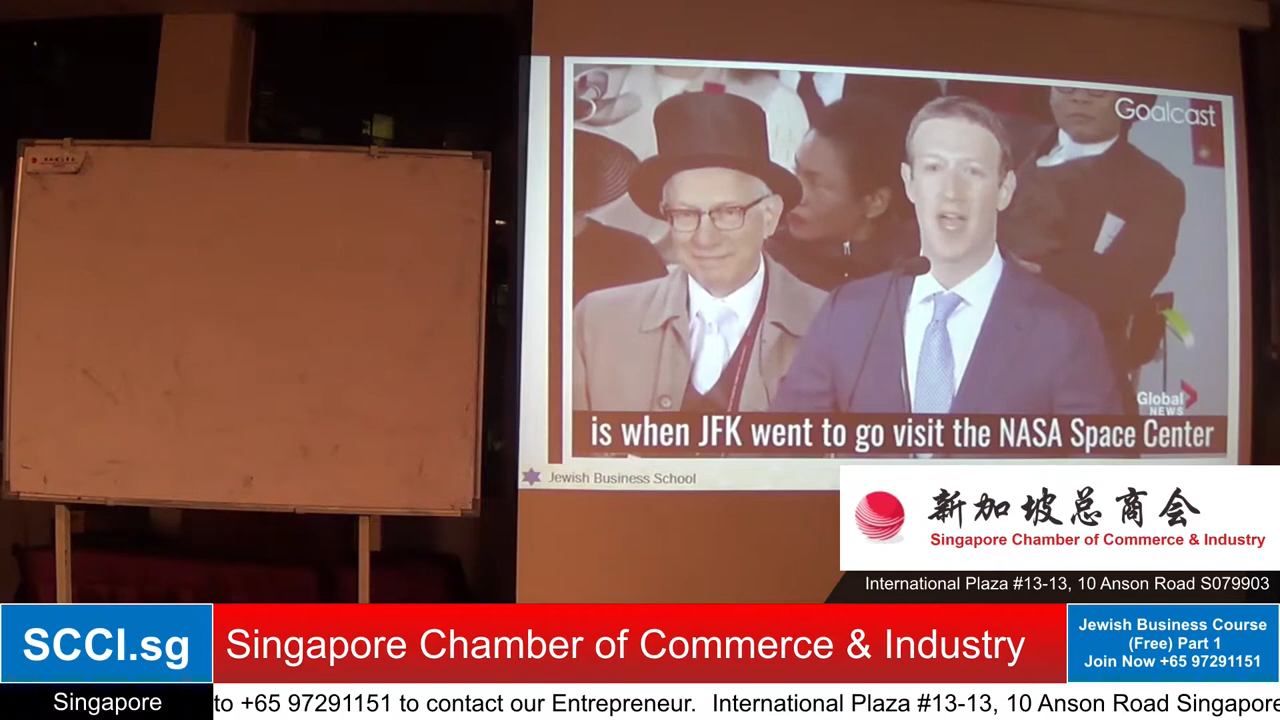 Goalcast
Global
NEWS
is when JFK went to go visit the NASA Space Center
Jewish Business School
新加坡总商会
Singapore Chamber of Commerce & Industry
International Plaza #13-13, 10 Anson Road S079903
SCCI.sg
Singapore Chamber of Commerce & Industry
Jewish Business Course
(Free) Part 1
Join Now +65 97291151
Singapore
to +65 97291151 to contact our Entrepreneur. International Plaza #13-13, 10 Anson Road Singapore